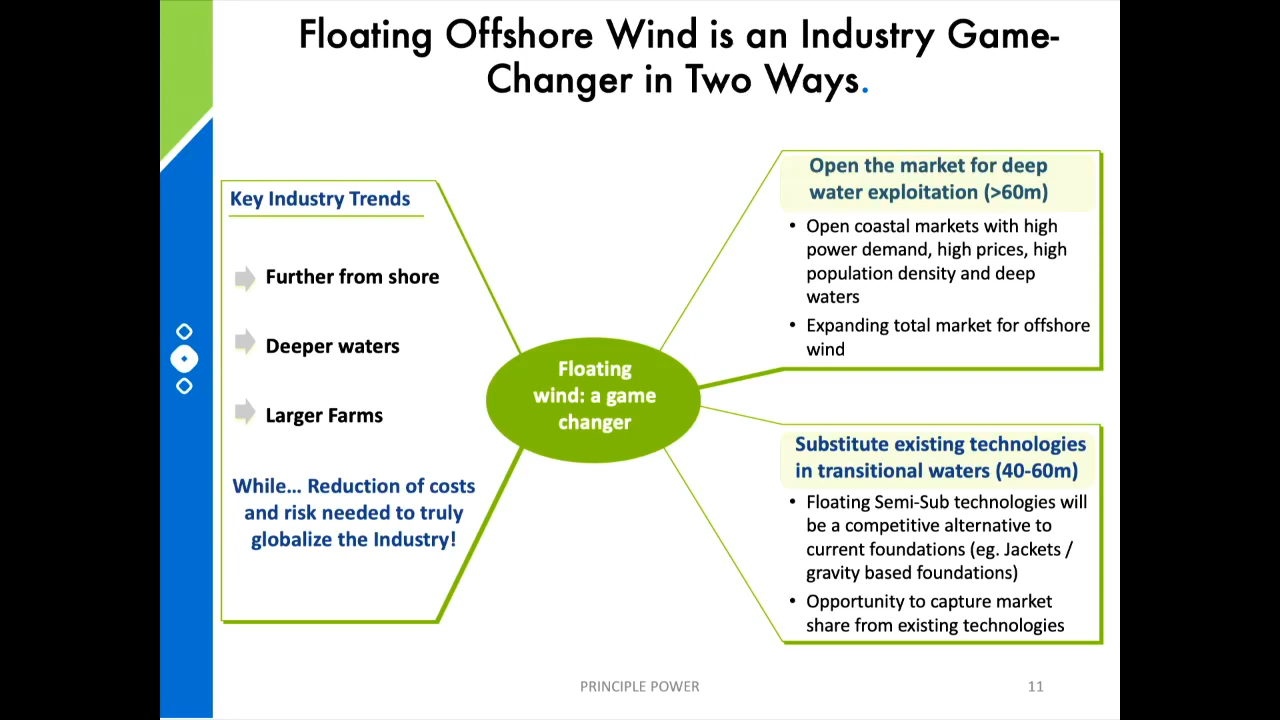 Floating Offshore Wind is an Industry Game-
Changer in Two Ways.
Key Industry Trends
Further from shore
Deeper waters
Larger Farms
While... Reduction of costs
and risk needed to truly
globalize the Industry!
Floating
wind: a game
changer
Open the market for deep
water exploitation (>60m)
• Open coastal markets with high
power demand, high prices, high
population density and deep
waters
• Expanding total market for offshore
wind
Substitute existing technologies
in transitional waters (40-60m)
• Floating Semi-Sub technologies will
be a competitive alternative to
current foundations (eg. Jackets /
gravity based foundations)
• Opportunity to capture market
share from existing technologies
PRINCIPLE POWER
11